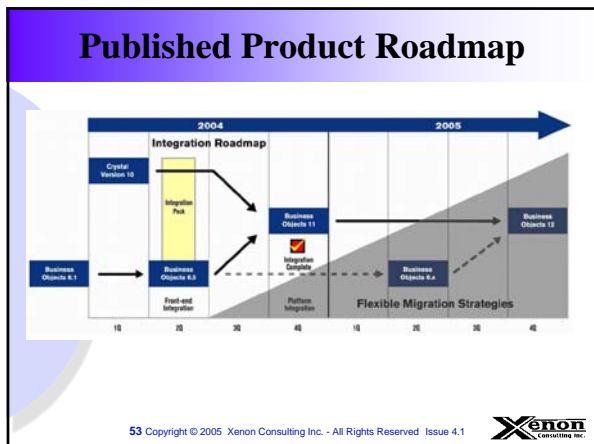 Published Product Roadmap
2004
2005
Integration Roadmap
Crystal
Version 10
Integration
Pack
Business
Objects 11
Business
Objects 12
Integration
Complete
Business
Objects 6.1
Business
Objects 6.5
Business
Objects 6.x
Front-end
Integration
Platform
Integration
Flexible Migration Strategies
1Q 2Q 3Q 4Q 1Q 2Q 3Q 4Q
53 Copyright © 2005 Xenon Consulting Inc. - All Rights Reserved Issue 4.1
Xenon
Consulting Inc.